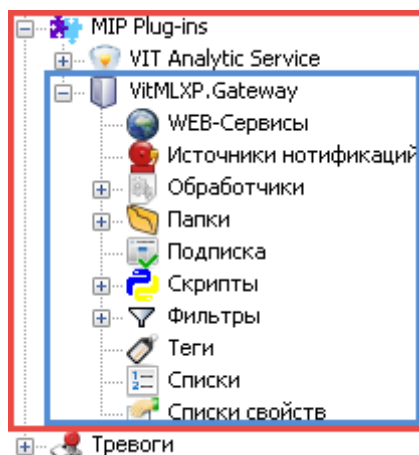 MIP Plug-ins
VIT Analytic Service
VitMLXP.Gateway
WEB-Сервисы
Источники нотификаций
Обработчики
Папки
Подписка
Скрипты
Фильтры
Теги
Списки
Списки свойств
Тревоги